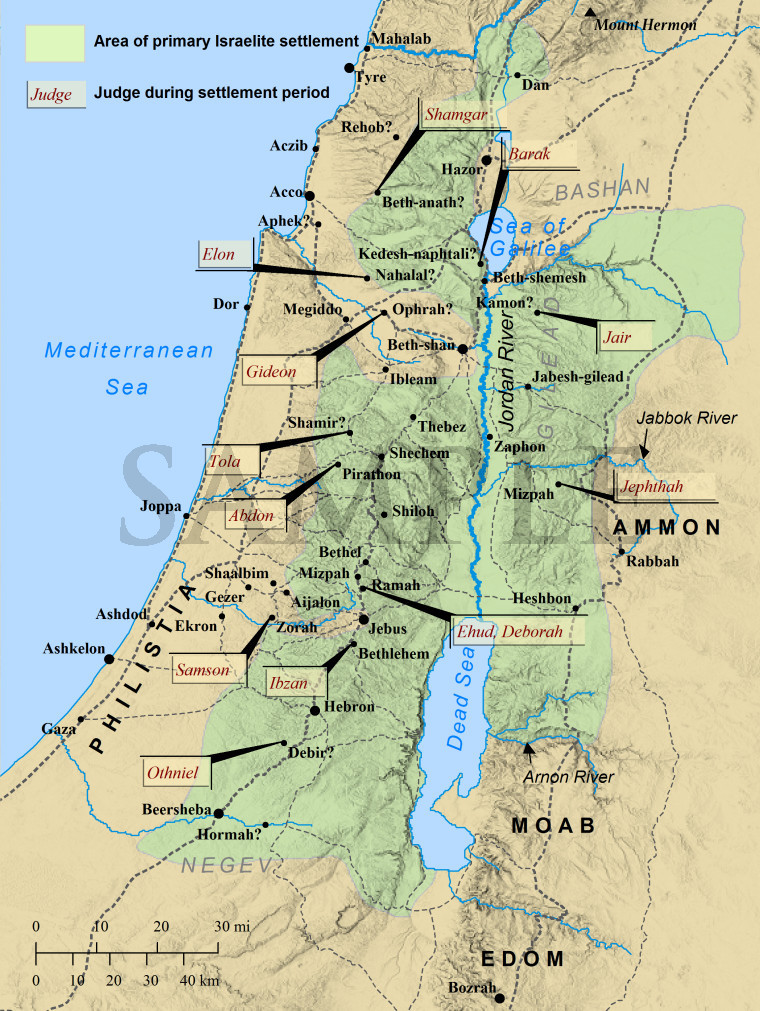 Area of primary Israelite settlement
Judge
Judge during settlement period
Mount Hermon
Mahalab
Tyre
Dan
Shamgar
Rehob?
Aczib
Barak
Hazor
Acco
BASHAN
Beth-anath?
Aphek?
Sea of
Galilee
Elon
Kedesh-naphtali?
Nahalal?
Beth-shemesh
Dor
Megiddo
Ophrah?
Kamon?
Jair
Mediterranean
Sea
Beth-shan
Jordan River
GILEAD
Gideon
Ibleam
Jabesh-gilead
Shamir?
Thebez
Jabbok River
Zaphon
Tola
Shechem
SAMPLE
Pirathon
Mizpah
Jephthah
Joppa
Abdon
Shiloh
AMMON
Bethel
Rabbah
Shaalbim
Mizpah
Gezer
Ramah
Aijalon
Heshbon
PHILISTIA
Ashdod
Ekron
Zorah
Jebus
Ehud, Deborah
Ashkelon
Bethlehem
Samson
Ibzan
Dead Sea
Hebron
Gaza
Debir?
Othniel
Arnon River
Beersheba
Hormah?
MOAB
NEGEV
0 10 20 30 mi
0 10 20 30 40 km
EDOM
Bozrah